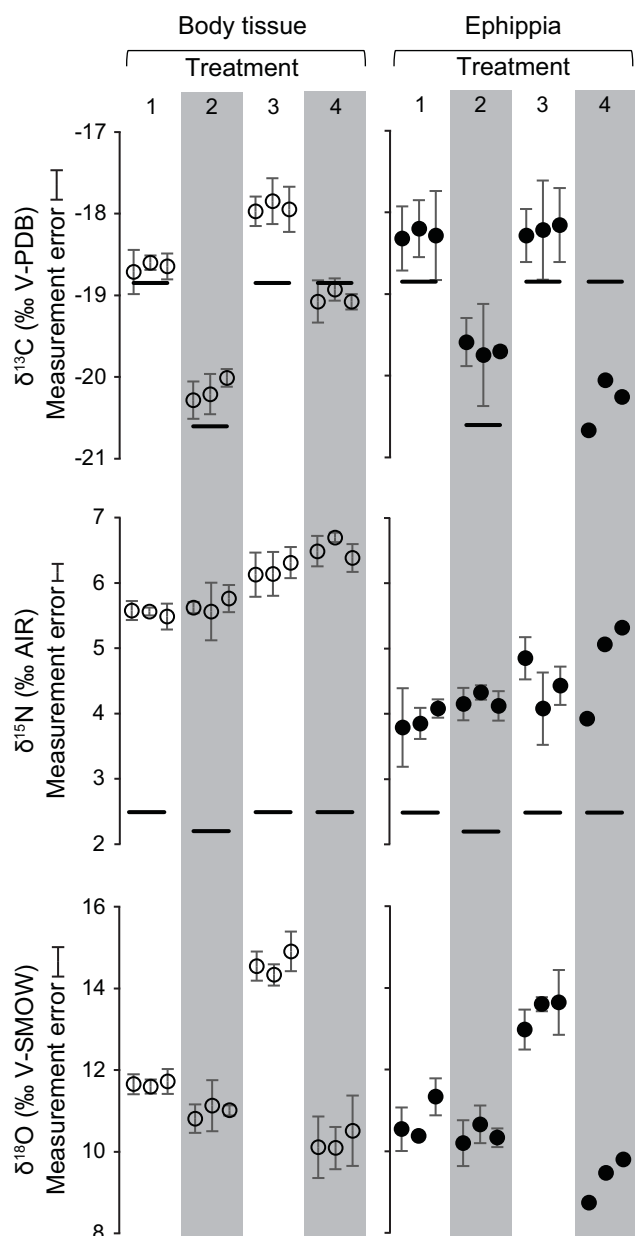 Body tissue Ephippia
Treatment Treatment
1 2 3 4 1 2 3 4
-17
-18
-19
-20
-21
δ¹³C (‰ V-PDB)
Measurement error
7
6
5
4
3
2
δ¹⁵N (‰ AIR)
Measurement error
16
14
12
10
8
δ¹⁸O (‰ V-SMOW)
Measurement error